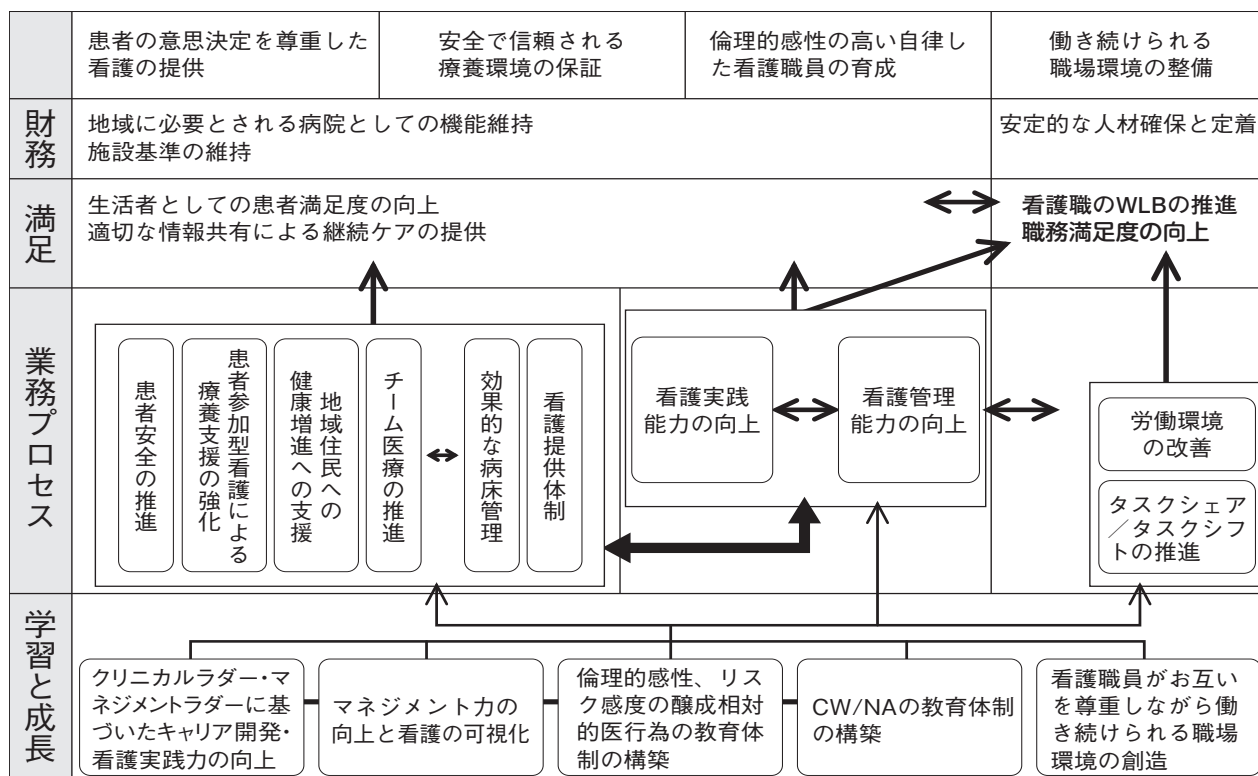 患者の意思決定を尊重した
看護の提供
安全で信頼される
療養環境の保証
倫理的感性の高い自律し
た看護職員の育成
働き続けられる
職場環境の整備
財務
地域に必要とされる病院としての機能維持
施設基準の維持
安定的な人材確保と定着
満足
生活者としての患者満足度の向上
適切な情報共有による継続ケアの提供
看護職のWLBの推進
職務満足度の向上
業務プロセス
患者安全の推進
患者参加型看護による
療養支援の強化
地域住民への
健康増進への支援
チーム医療の推進
効果的な病床管理
看護提供体制
看護実践
能力の向上
看護管理
能力の向上
労働環境
の改善
タスクシェア
／タスクシフ
トの推進
学習と成長
クリニカルラダー・マ
ネジメントラダーに基
づいたキャリア開発・
看護実践力の向上
マネジメント力の
向上と看護の可視化
倫理的感性、リス
ク感度の醸成相対
的医行為の教育体
制の構築
CW/NAの教育体制
の構築
看護職員がお互い
を尊重しながら働
き続けられる職場
環境の創造